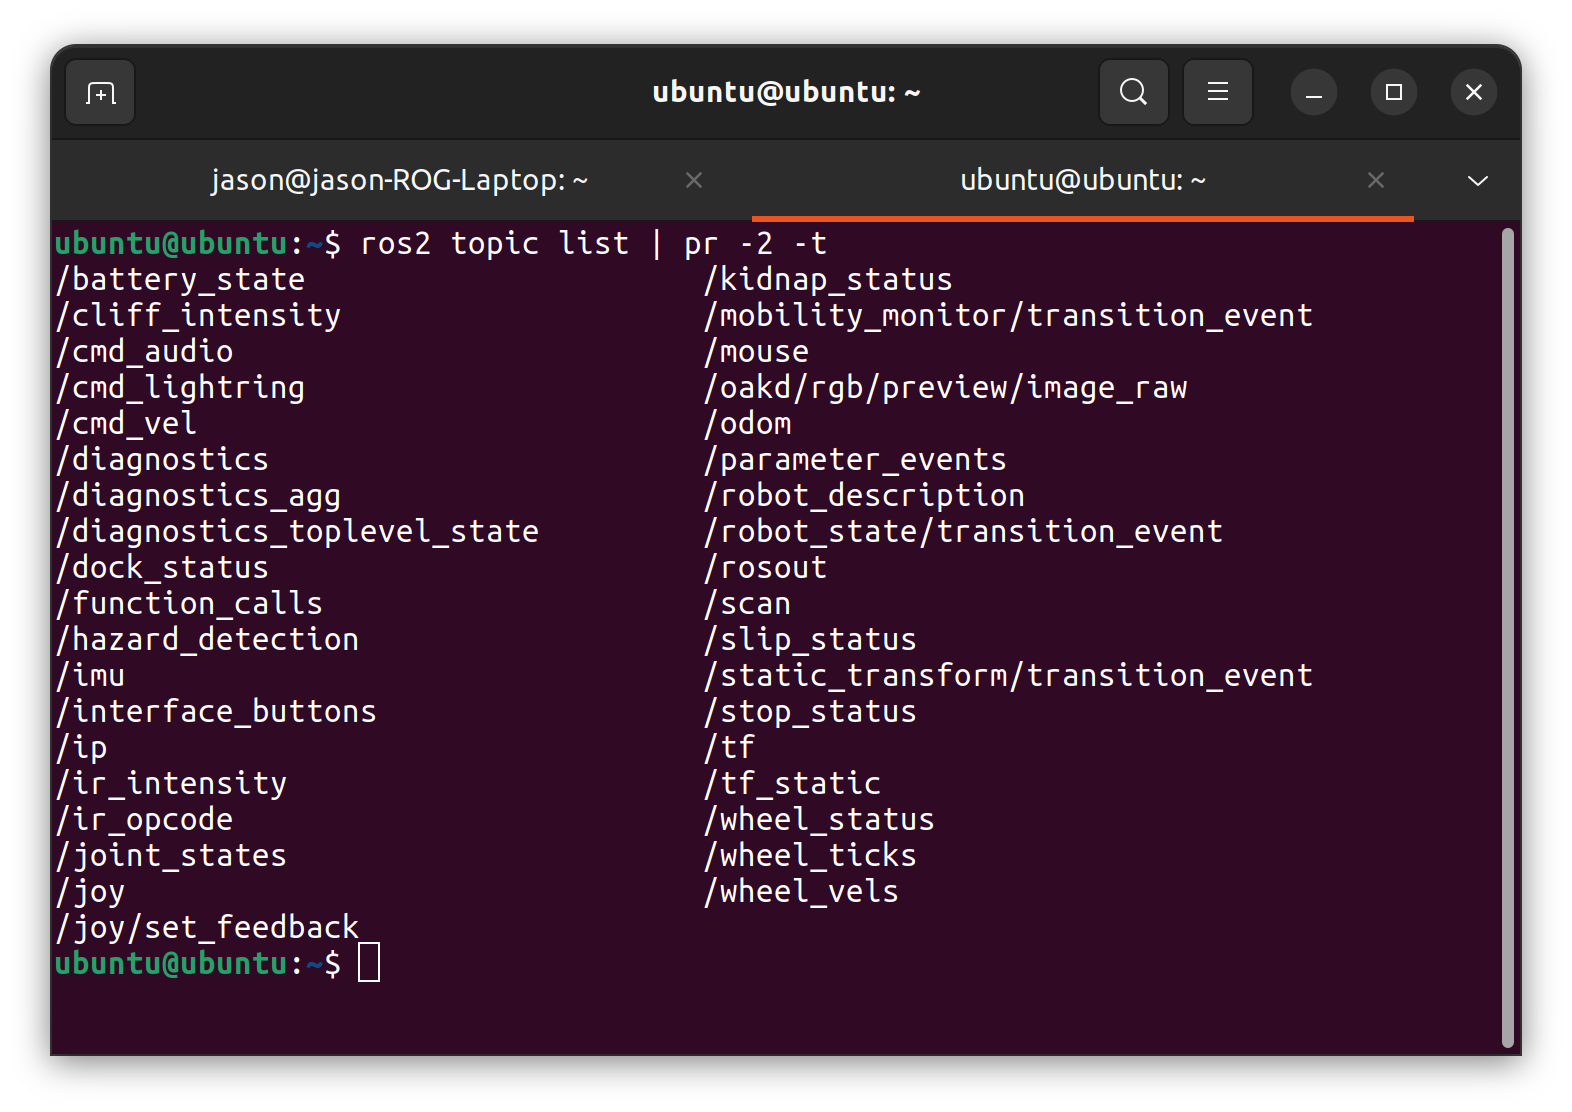 ubuntu@ubuntu: ~
jason@jason-ROG-Laptop: ~ ubuntu@ubuntu: ~
ubuntu@ubuntu:~$ ros2 topic list | pr -2 -t
/battery_state /kidnap_status
/cliff_intensity /mobility_monitor/transition_event
/cmd_audio /mouse
/cmd_lightring /oakd/rgb/preview/image_raw
/cmd_vel /odom
/diagnostics /parameter_events
/diagnostics_agg /robot_description
/diagnostics_toplevel_state /robot_state/transition_event
/dock_status /rosout
/function_calls /scan
/hazard_detection /slip_status
/imu /static_transform/transition_event
/interface_buttons /stop_status
/ip /tf
/ir_intensity /tf_static
/ir_opcode /wheel_status
/joint_states /wheel_ticks
/joy /wheel_vels
/joy/set_feedback
ubuntu@ubuntu:~$